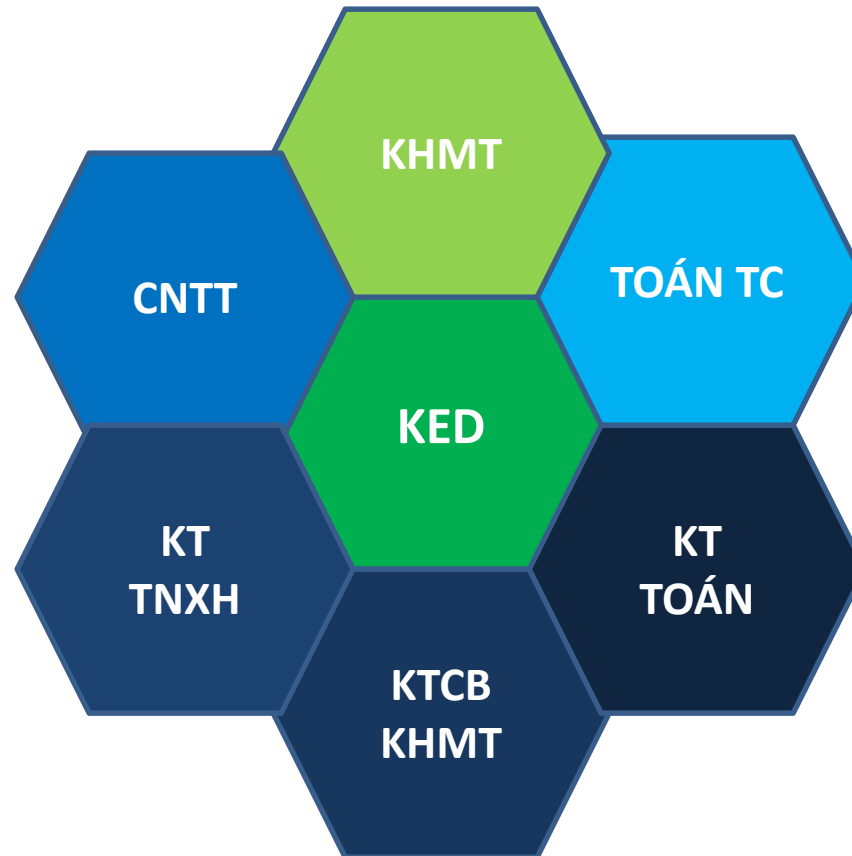 KHMT
CNTT
TOÁN TC
KED
KT
TNXH
KT
TOÁN
KTCB
KHMT